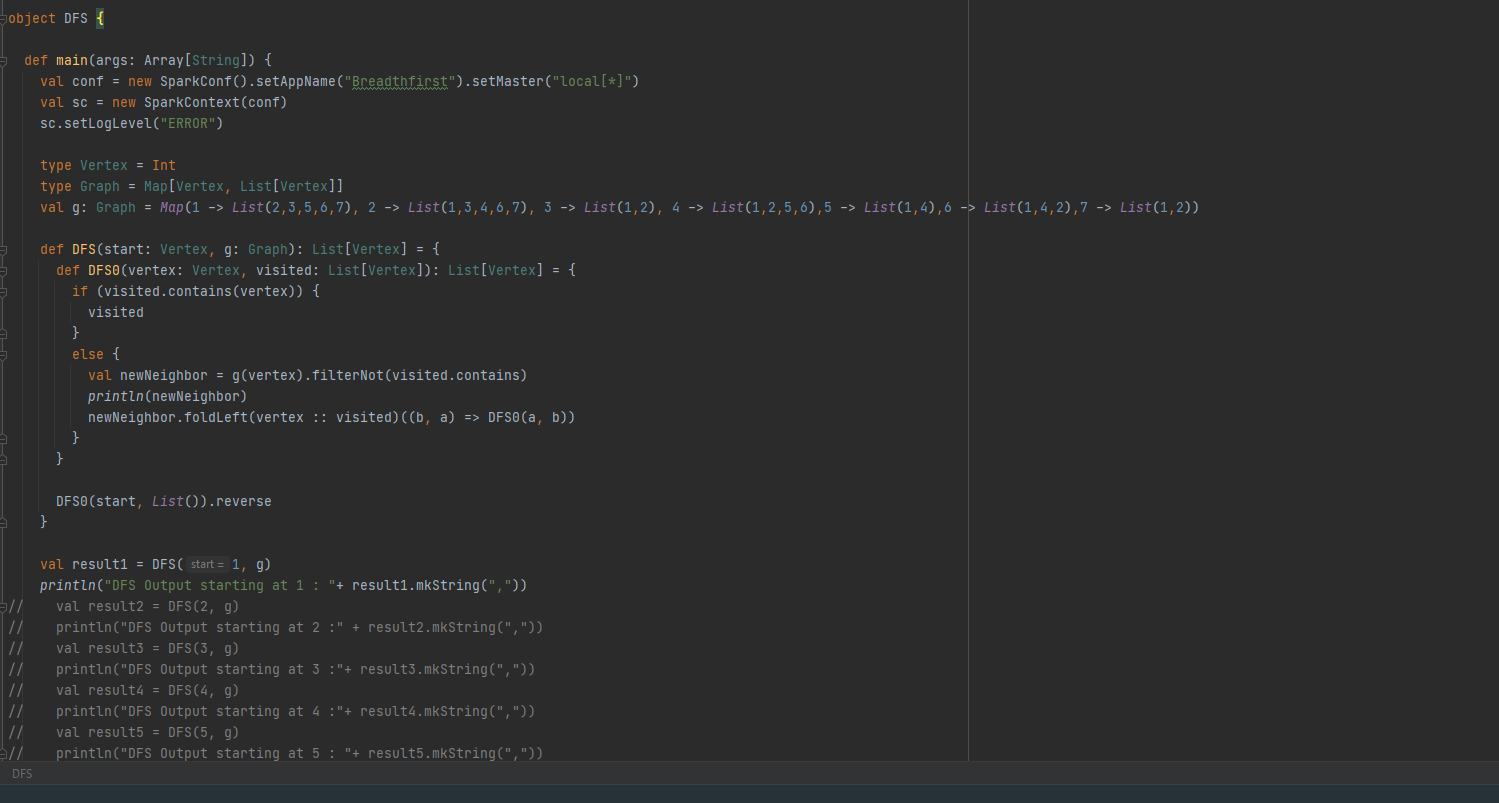 object DFS {
def main(args: Array[String]) {
val conf = new SparkConf().setAppName("Breadthfirst").setMaster("local[*]")
val sc = new SparkContext(conf)
sc.setLogLevel("ERROR")
type Vertex = Int
type Graph = Map[Vertex, List[Vertex]]
val g: Graph = Map(1 -> List(2,3,5,6,7), 2 -> List(1,3,4,6,7), 3 -> List(1,2), 4 -> List(1,2,5,6),5 -> List(1,4),6 -> List(1,4,2),7 -> List(1,2))
def DFS(start: Vertex, g: Graph): List[Vertex] = {
def DFS0(vertex: Vertex, visited: List[Vertex]): List[Vertex] = {
if (visited.contains(vertex)) {
visited
}
else {
val newNeighbor = g(vertex).filterNot(visited.contains)
println(newNeighbor)
newNeighbor.foldLeft(vertex :: visited)((b, a) => DFS0(a, b))
}
}
DFS0(start, List()).reverse
}
val result1 = DFS( start = 1, g)
println("DFS Output starting at 1 : "+ result1.mkString(","))
// val result2 = DFS(2, g)
// println("DFS Output starting at 2 :" + result2.mkString(","))
// val result3 = DFS(3, g)
// println("DFS Output starting at 3 :"+ result3.mkString(","))
// val result4 = DFS(4, g)
// println("DFS Output starting at 4 :"+ result4.mkString(","))
// val result5 = DFS(5, g)
// println("DFS Output starting at 5 : "+ result5.mkString(","))
DFS